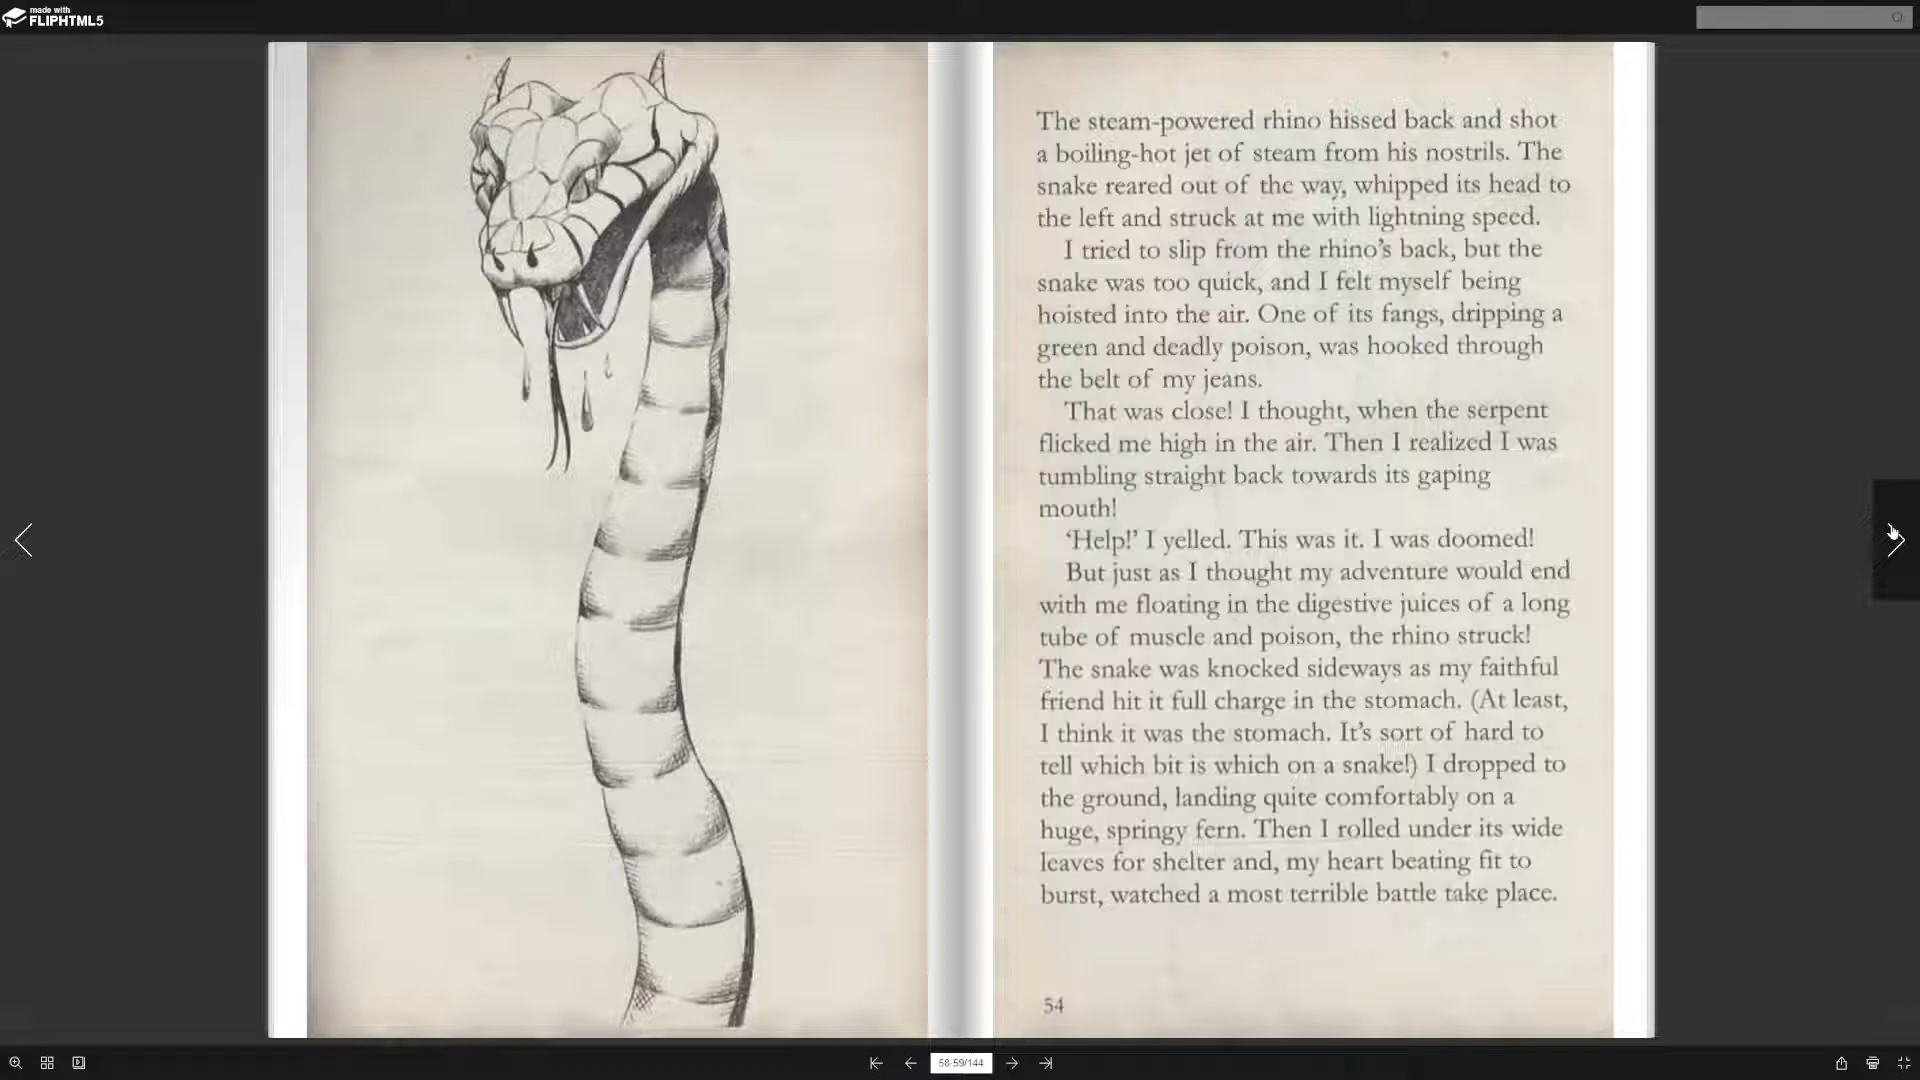 made with
FLIPHTML5
The steam-powered rhino hissed back and shot
a boiling-hot jet of steam from his nostrils. The
snake reared out of the way, whipped its head to
the left and struck at me with lightning speed.
I tried to slip from the rhino’s back, but the
snake was too quick, and I felt myself being
hoisted into the air. One of its fangs, dripping a
green and deadly poison, was hooked through
the belt of my jeans.
That was close! I thought, when the serpent
flicked me high in the air. Then I realized I was
tumbling straight back towards its gaping
mouth!
‘Help!’ I yelled. This was it. I was doomed!
But just as I thought my adventure would end
with me floating in the digestive juices of a long
tube of muscle and poison, the rhino struck!
The snake was knocked sideways as my faithful
friend hit it full charge in the stomach. (At least,
I think it was the stomach. It’s sort of hard to
tell which bit is which on a snake!) I dropped to
the ground, landing quite comfortably on a
huge, springy fern. Then I rolled under its wide
leaves for shelter and, my heart beating fit to
burst, watched a most terrible battle take place.
54
58-59/144